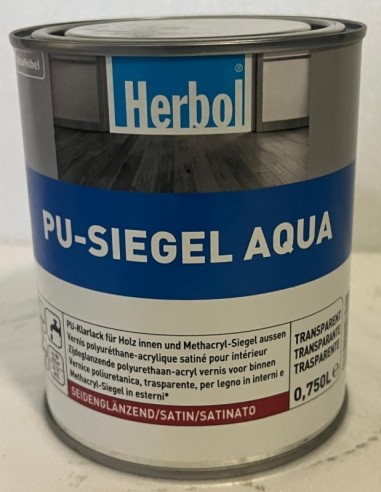 Herbol®
PU-SIEGEL AQUA
PU-Klarlack für Holz innen und Methacryl-Siegel aussen
Vernis polyuréthane-acrylique satiné pour intérieur
Zijdeglanzende polyurethaan-acryl vernis voor binnen
Vernice poliuretanica, trasparente, per legno in interni e
Methacryl-Siegel in esterni*
SEIDENGLÄNZEND/SATIN/SATINATO
TRANSPARENT
TRANSPARANTE
TRASPARENTE
0,750L℮